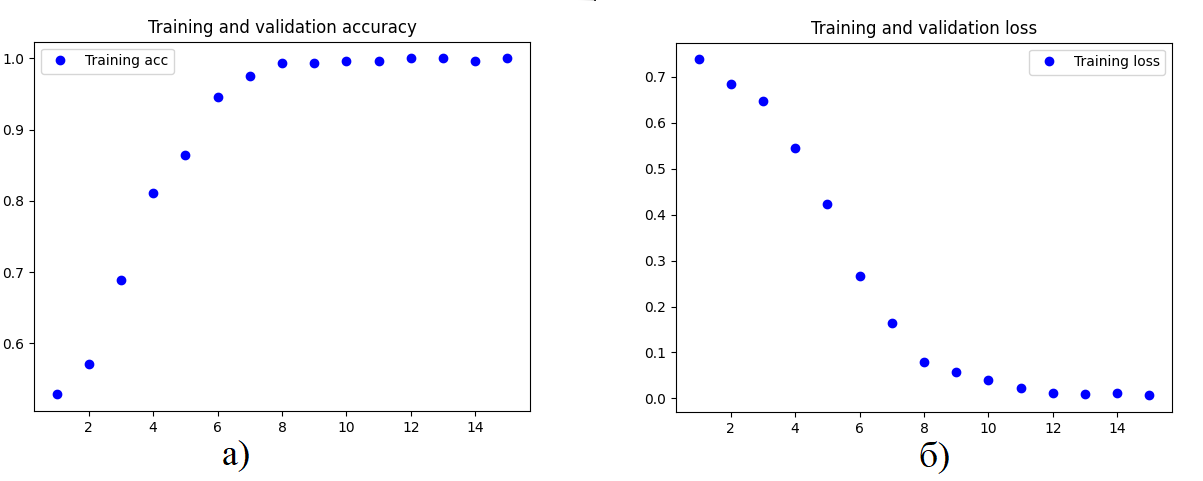 Training and validation accuracy
Training acc
1.0
0.9
0.8
0.7
0.6
2 4 6 8 10 12 14
а)
Training and validation loss
Training loss
0.7
0.6
0.5
0.4
0.3
0.2
0.1
0.0
2 4 6 8 10 12 14
б)